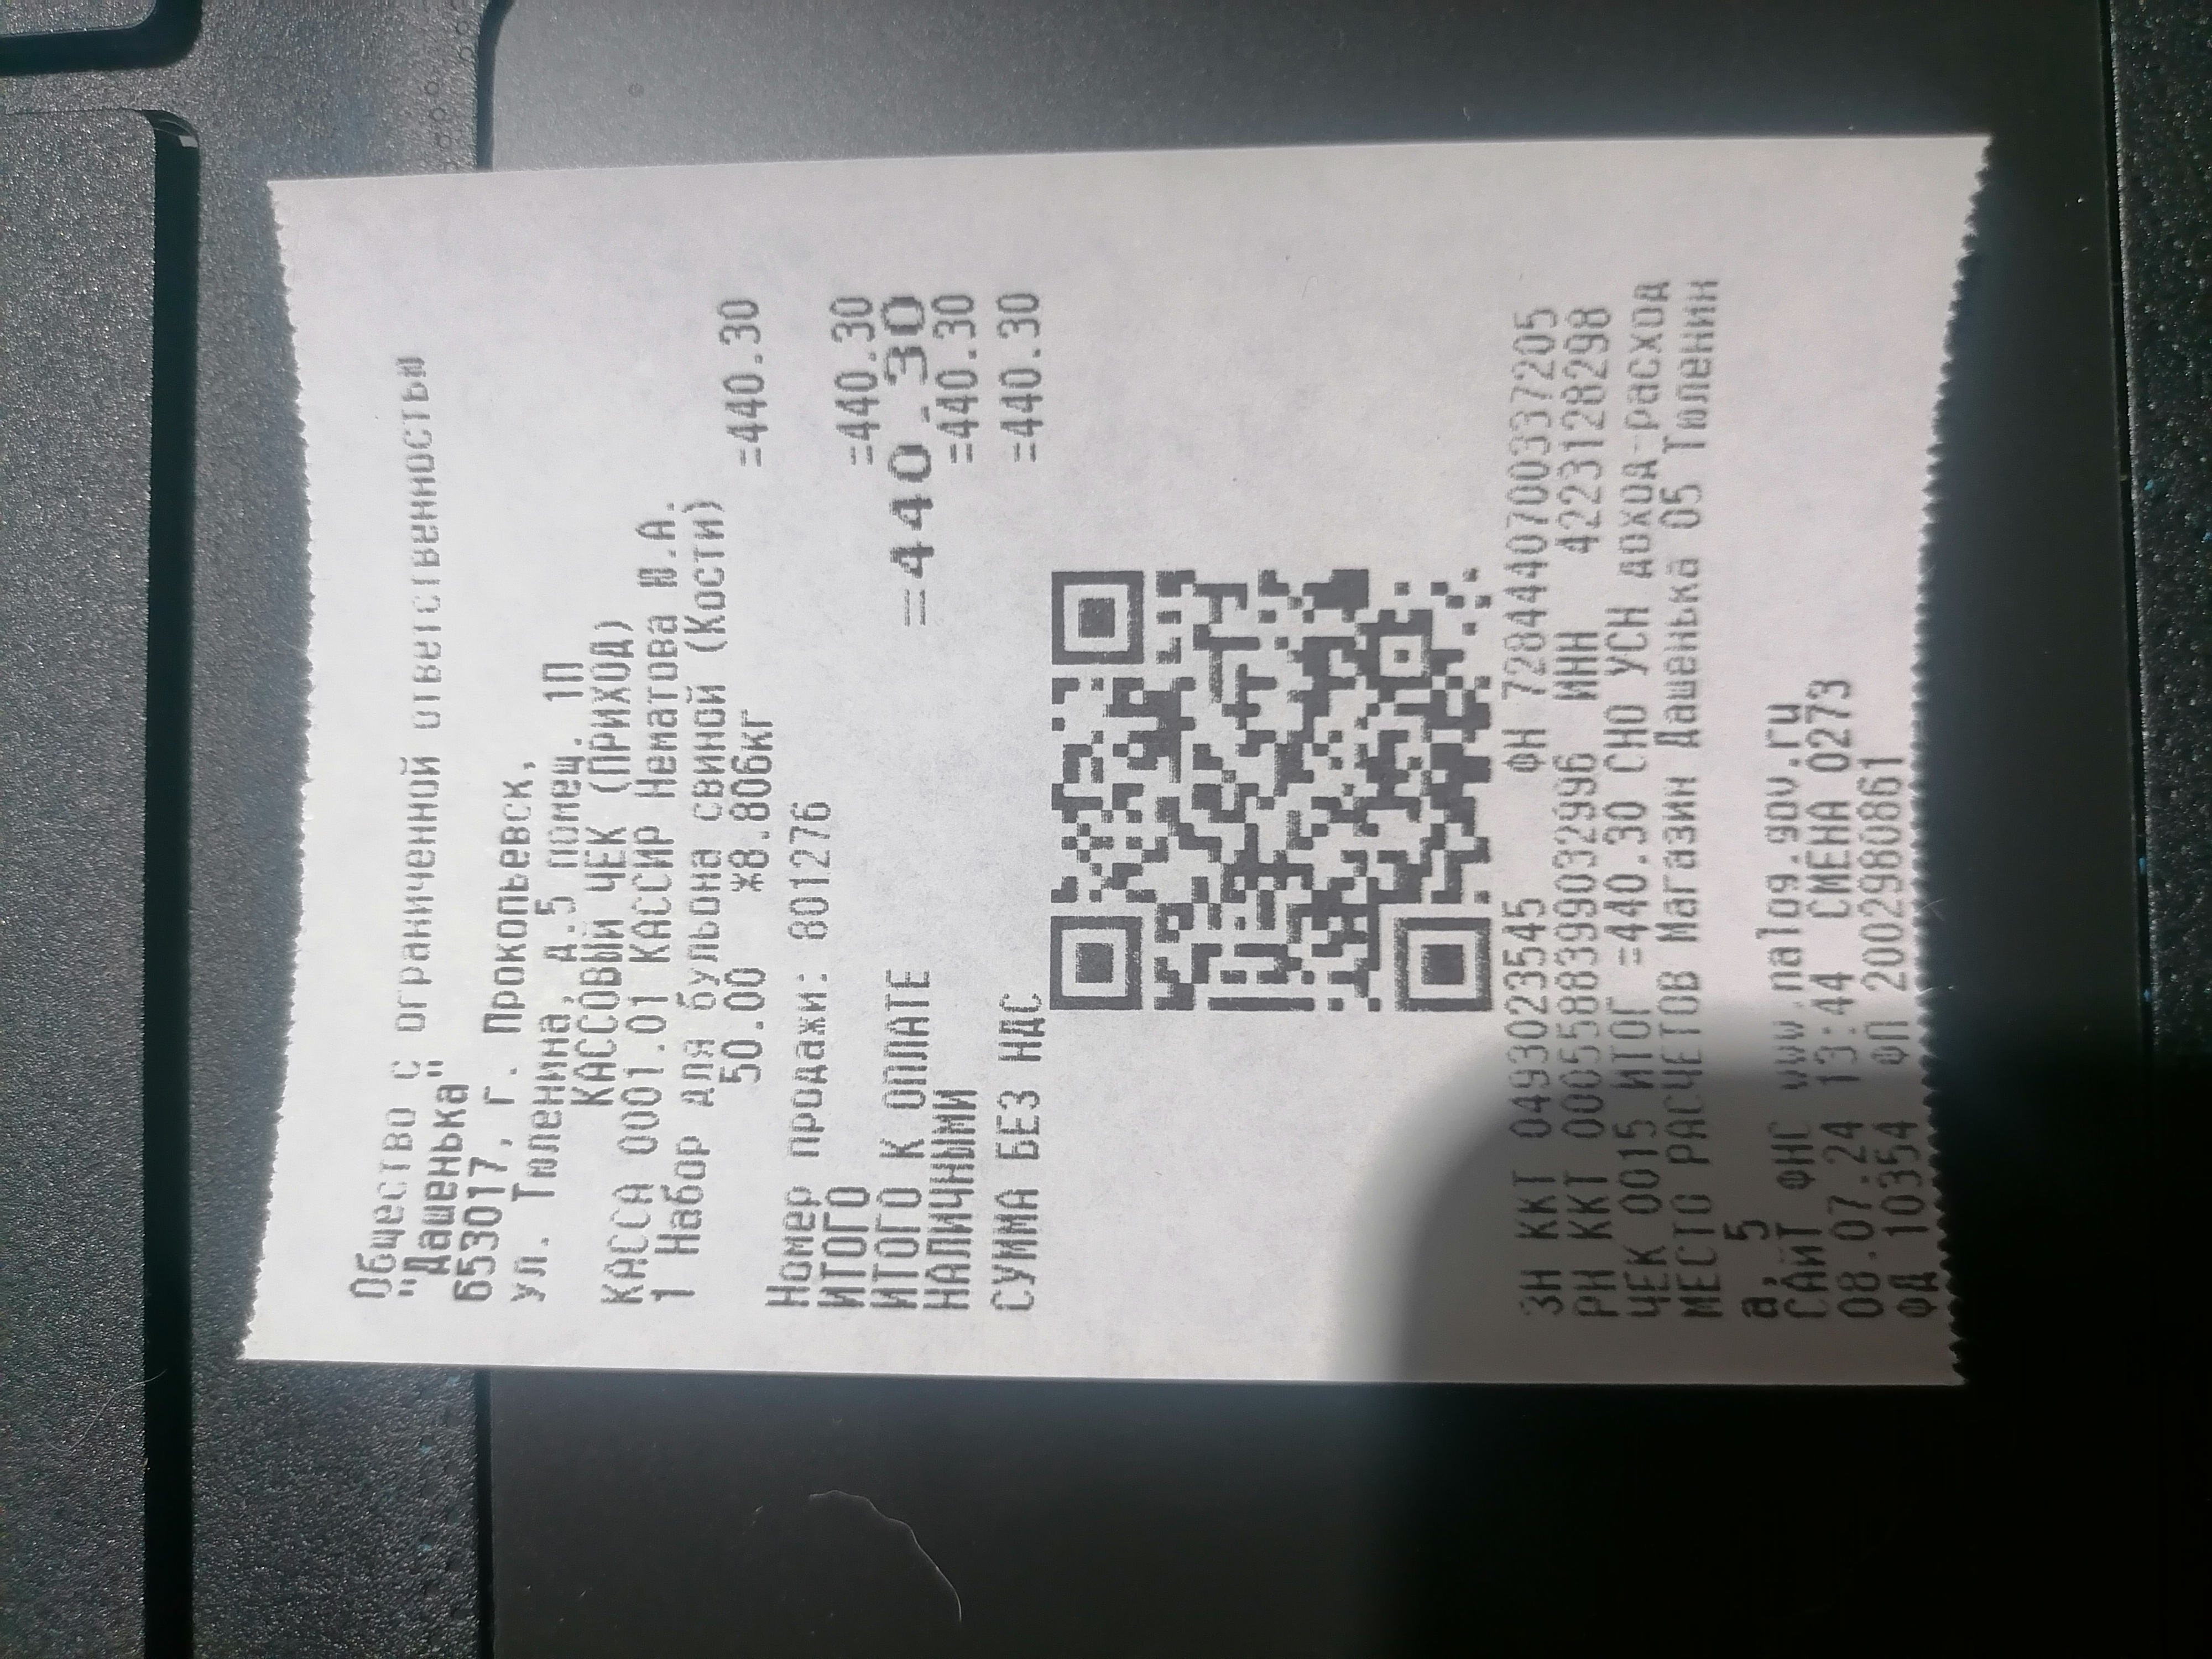 Общество с ограниченной ответственностью
"Дашенька"
653017, г. Прокопьевск,
ул. Тюленина, д.5 помещ. 1П
КАССОВЫЙ ЧЕК (ПРИХОД)
КАССА 0001.01 КАССИР Нематова Ю.А.
1 Набор для бульона свиной (Кости)
50.00 *8.806кг =440.30
Номер продажи: 801276
ИТОГО =440.30
ИТОГО К ОПЛАТЕ =440.30
НАЛИЧНЫМИ =440.30
СУММА БЕЗ НДС =440.30
ЗН ККТ 0493023545 ФН 7284440700337205
РН ККТ 0005588399032996 ИНН 4223128298
ЧЕК 0015 ИТОГ =440.30 СНО УСН доход-расход
МЕСТО РАСЧЕТОВ Магазин Дашенька 05 Тюленин
а, 5
САЙТ ФНС www.nalog.gov.ru
08.07.24 13:44 СМЕНА 0273
ФД 10354 ФП 2002980861